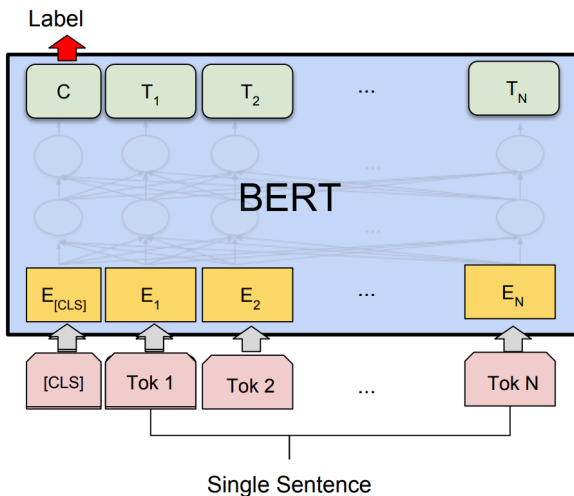 Label
C T1 T2 ... TN
...
BERT
...
E[CLS] E1 E2 ... EN
[CLS] Tok 1 Tok 2 ... Tok N
Single Sentence